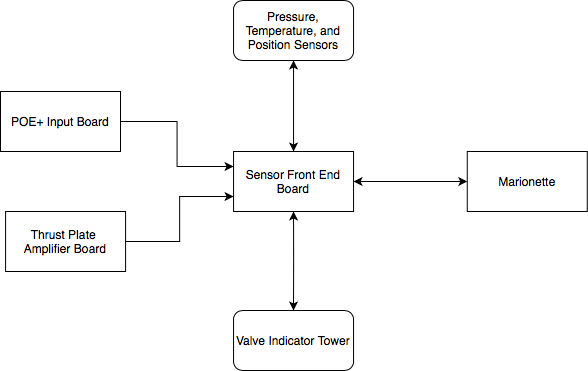 Pressure,
Temperature, and
Position Sensors
POE+ Input Board
Sensor Front End
Board
Marionette
Thrust Plate
Amplifier Board
Valve Indicator Tower